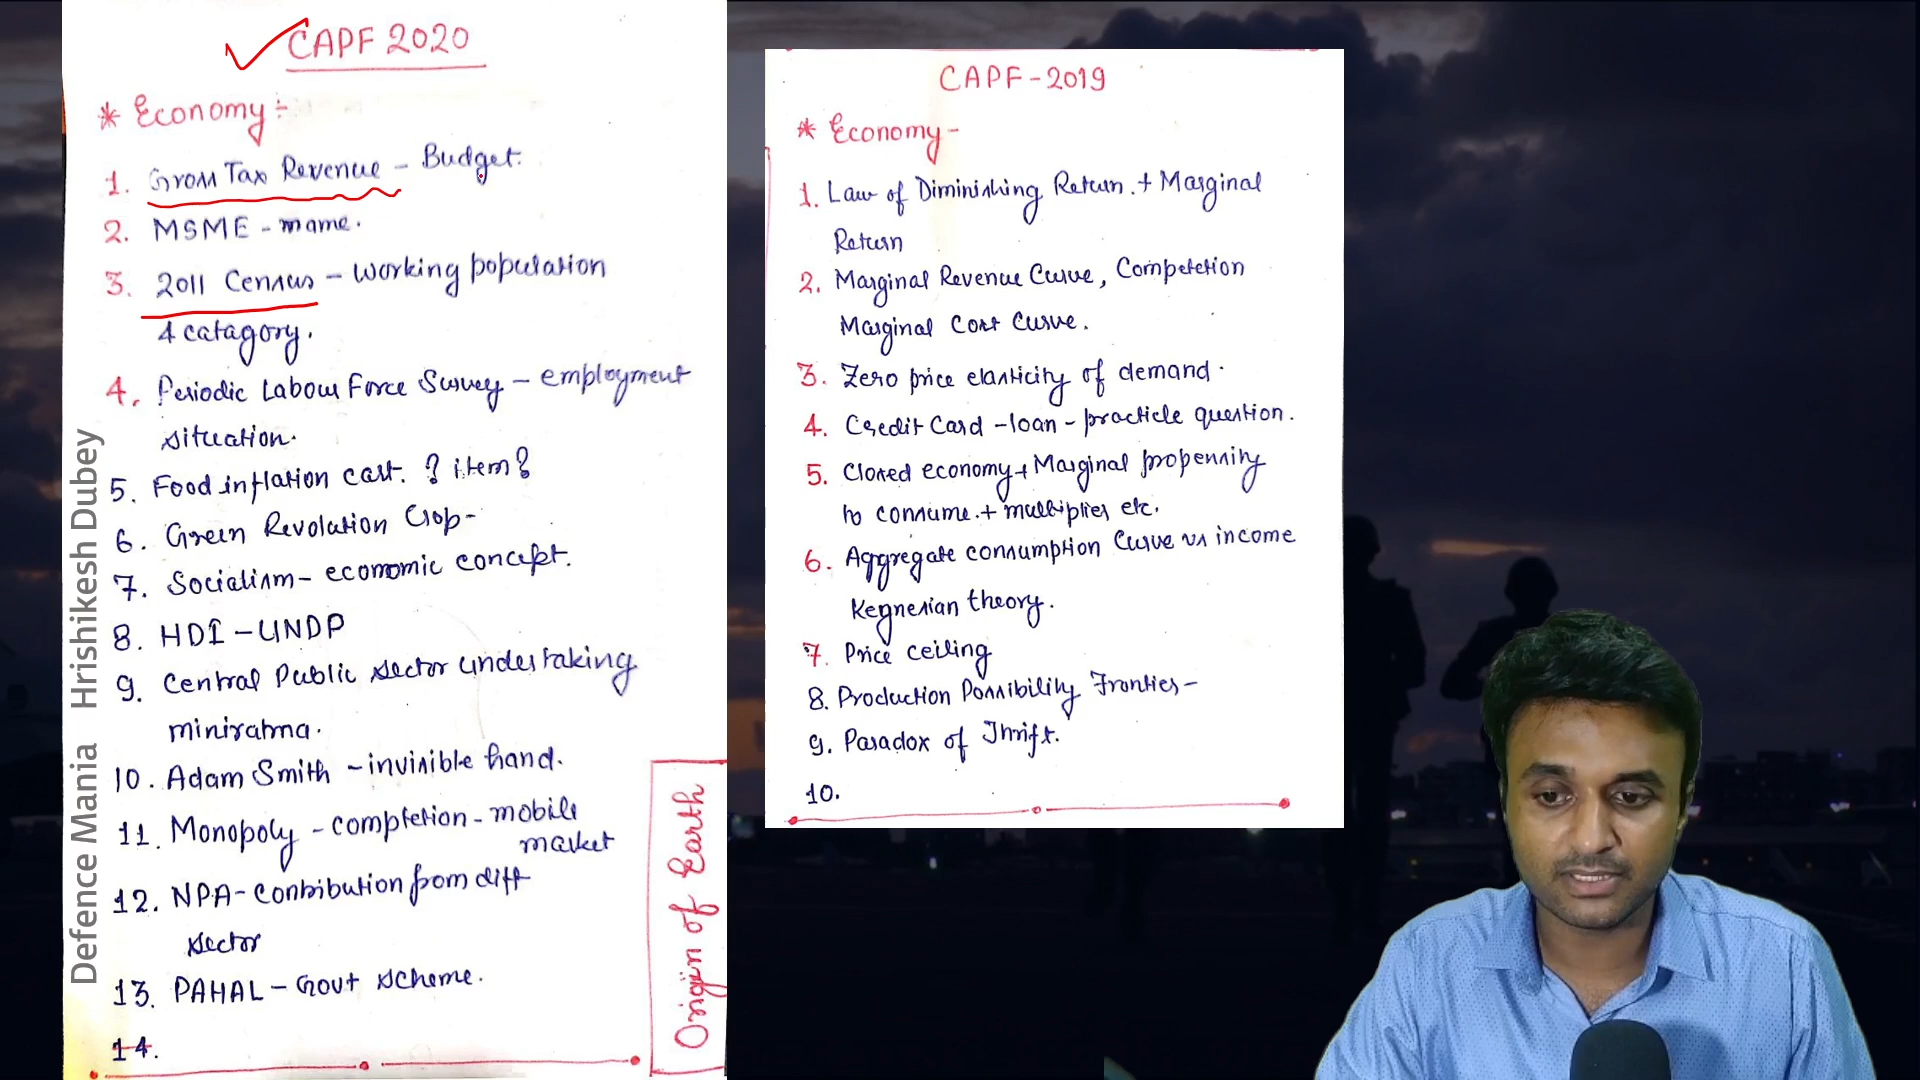 CAPF 2020
* Economy :-
1. Gross Tax Revenue - Budget.
2. MSME - mame.
3. 2011 Census - working population
4 catagory.
4. Periodic Labour Force Survey - employment
situation.
5. Food inflation cast. ? item?
6. Green Revolution Crop-
7. Socialism - economic concept.
8. HDI - UNDP
9. Central Public sector undertaking
miniratna.
10. Adam Smith - invisible hand.
11. Monopoly - completion - mobile
market
12. NPA - Contribution from diff
sector
13. PAHAL - Govt scheme.
14.
Origin of Earth
Defence Mania Hrishikesh Dubey
CAPF - 2019
* Economy -
1. Law of Diminishing Return. + Marginal
Return
2. Marginal Revenue Curve, Competetion
Marginal Cost Curve.
3. Zero price elasticity of demand.
4. Credit Card - loan - practicle question.
5. Closed economy + Marginal propensity
to consume. + multiplier etc.
6. Aggregate consumption Curve vs income
Keynesian theory.
7. Price ceiling
8. Production Possibility Frontier -
9. Paradox of Thrift.
10.